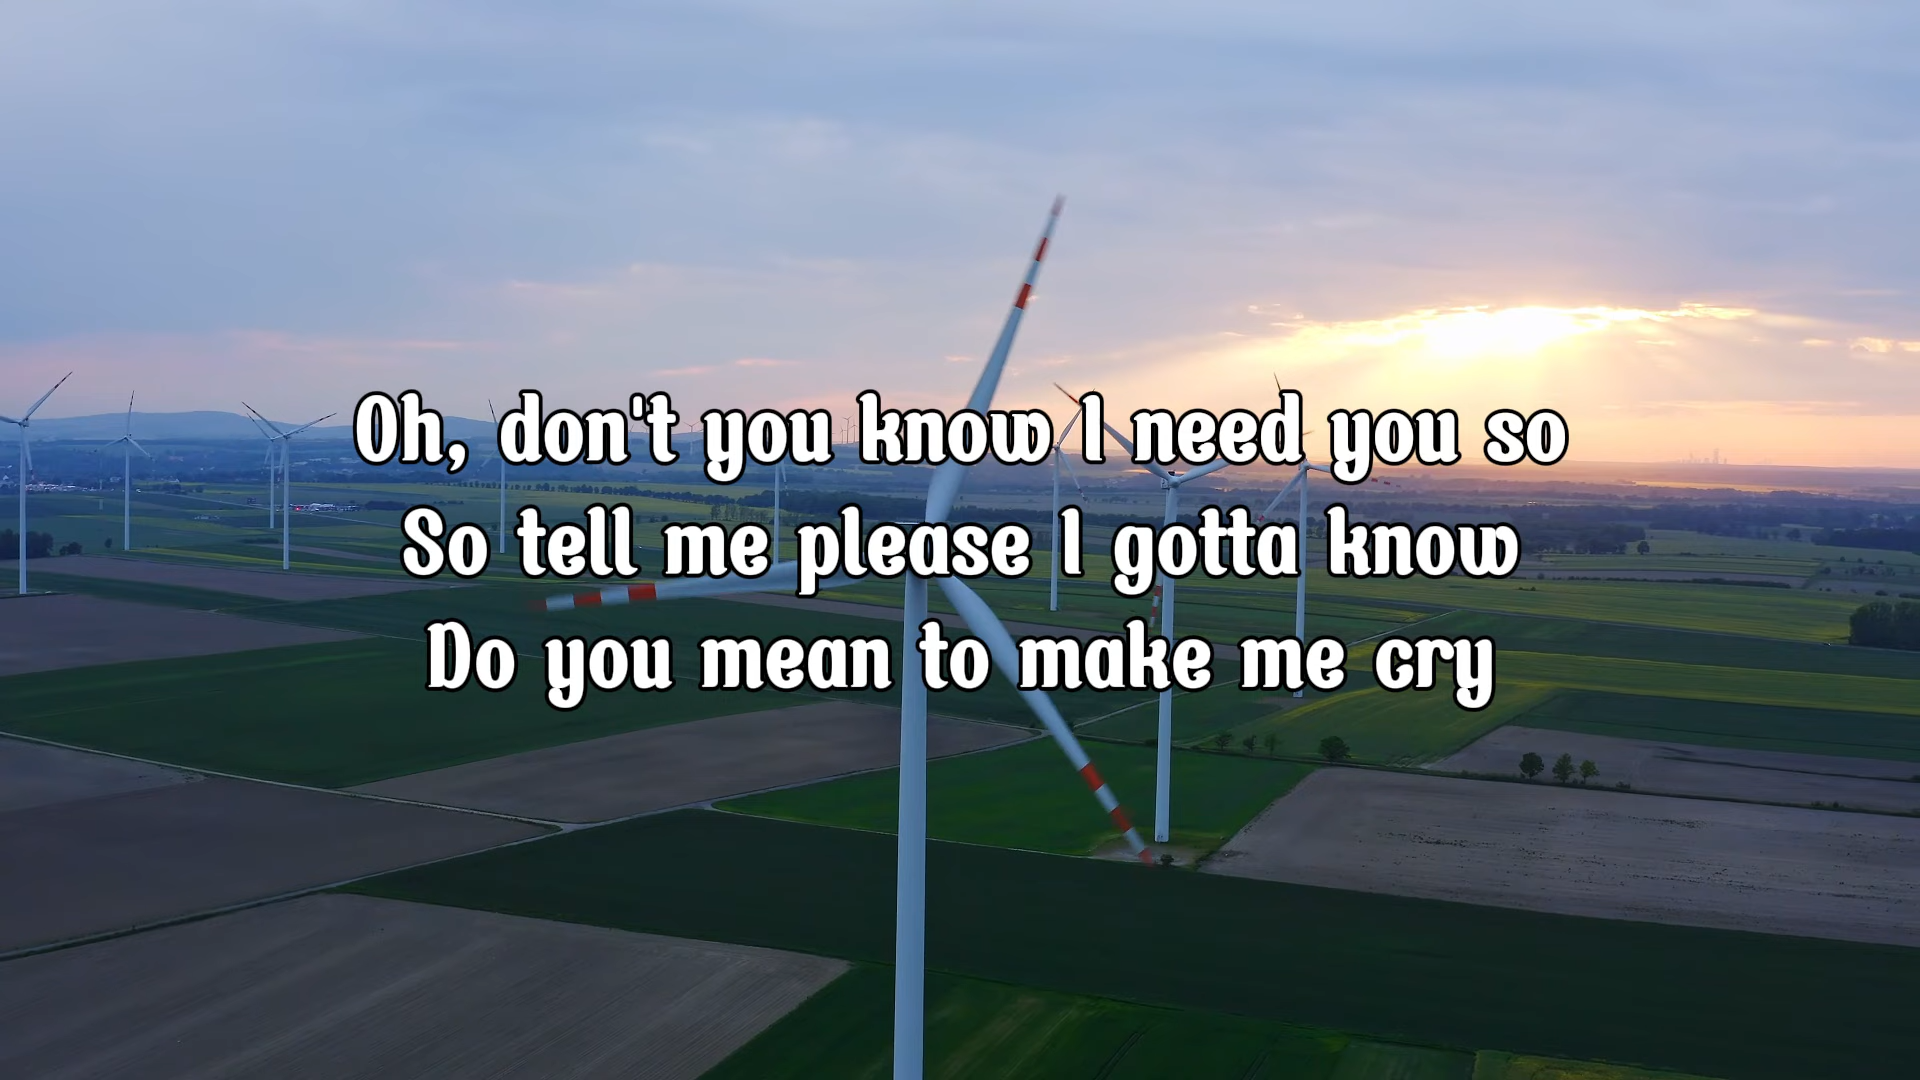 Oh, don't you know I need you so
So tell me please I gotta know
Do you mean to make me cry